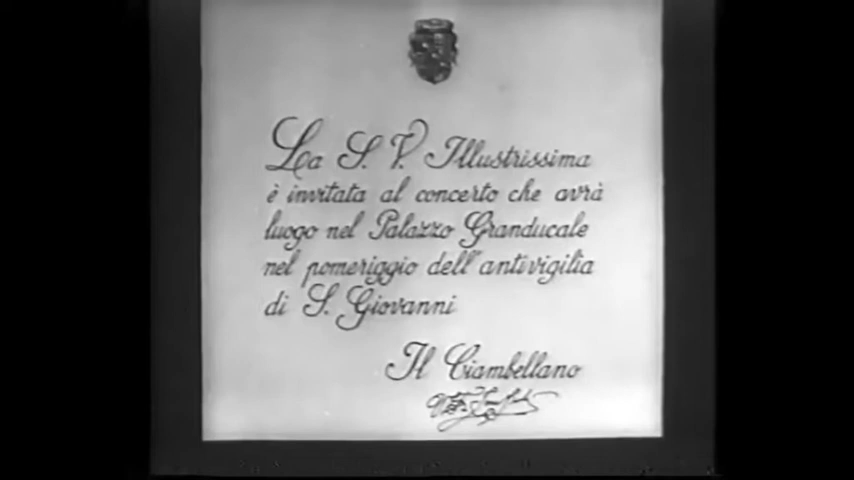 La S. V. Illustrissima
è invitata al concerto che avrà
luogo nel Palazzo Granducale
nel pomeriggio dell'antivigilia
di S. Giovanni
Il Ciambellano